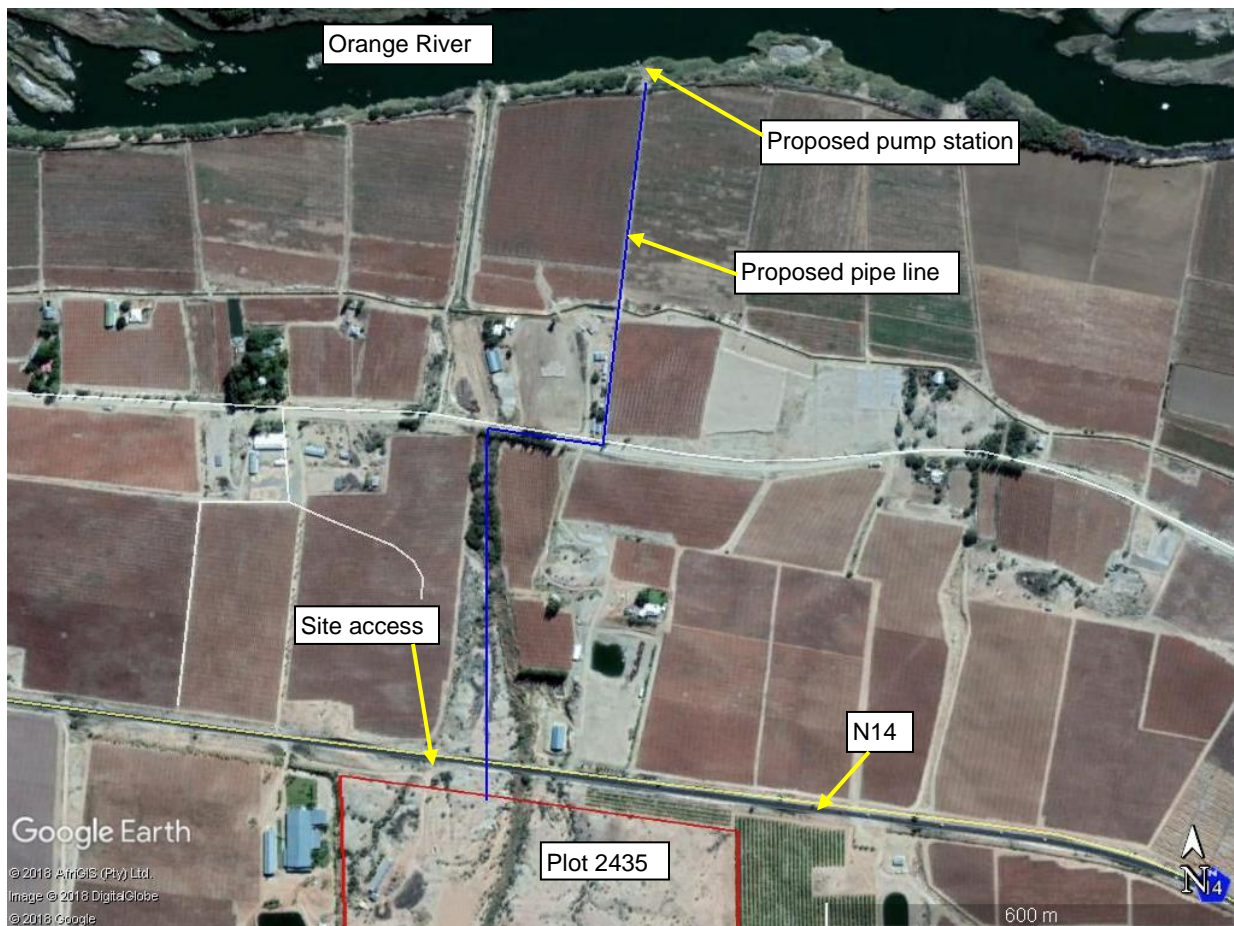 Orange River
Proposed pump station
Proposed pipe line
Site access
N14
Plot 2435
Google Earth
© 2018 AfriGIS (Pty) Ltd.
Image © 2018 DigitalGlobe
© 2018 Google
N
14
600 m